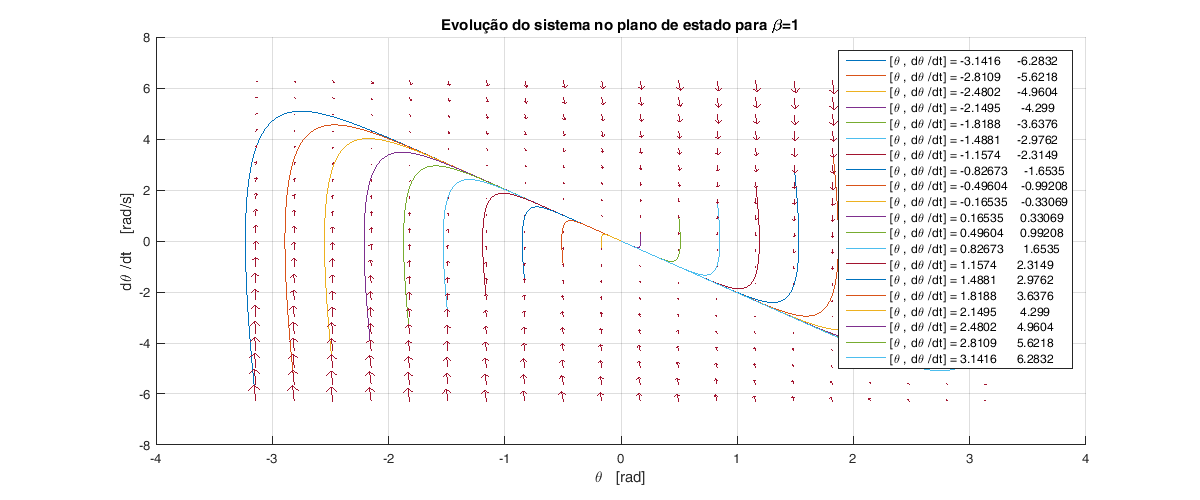 Evolução do sistema no plano de estado para β=1
8
6
4
2
0
-2
-4
-6
-8
dθ /dt [rad/s]
[θ , dθ /dt] = -3.1416 -6.2832
[θ , dθ /dt] = -2.8109 -5.6218
[θ , dθ /dt] = -2.4802 -4.9604
[θ , dθ /dt] = -2.1495 -4.299
[θ , dθ /dt] = -1.8188 -3.6376
[θ , dθ /dt] = -1.4881 -2.9762
[θ , dθ /dt] = -1.1574 -2.3149
[θ , dθ /dt] = -0.82673 -1.6535
[θ , dθ /dt] = -0.49604 -0.99208
[θ , dθ /dt] = -0.16535 -0.33069
[θ , dθ /dt] = 0.16535 0.33069
[θ , dθ /dt] = 0.49604 0.99208
[θ , dθ /dt] = 0.82673 1.6535
[θ , dθ /dt] = 1.1574 2.3149
[θ , dθ /dt] = 1.4881 2.9762
[θ , dθ /dt] = 1.8188 3.6376
[θ , dθ /dt] = 2.1495 4.299
[θ , dθ /dt] = 2.4802 4.9604
[θ , dθ /dt] = 2.8109 5.6218
[θ , dθ /dt] = 3.1416 6.2832
-4 -3 -2 -1 0 1 2 3 4
θ [rad]